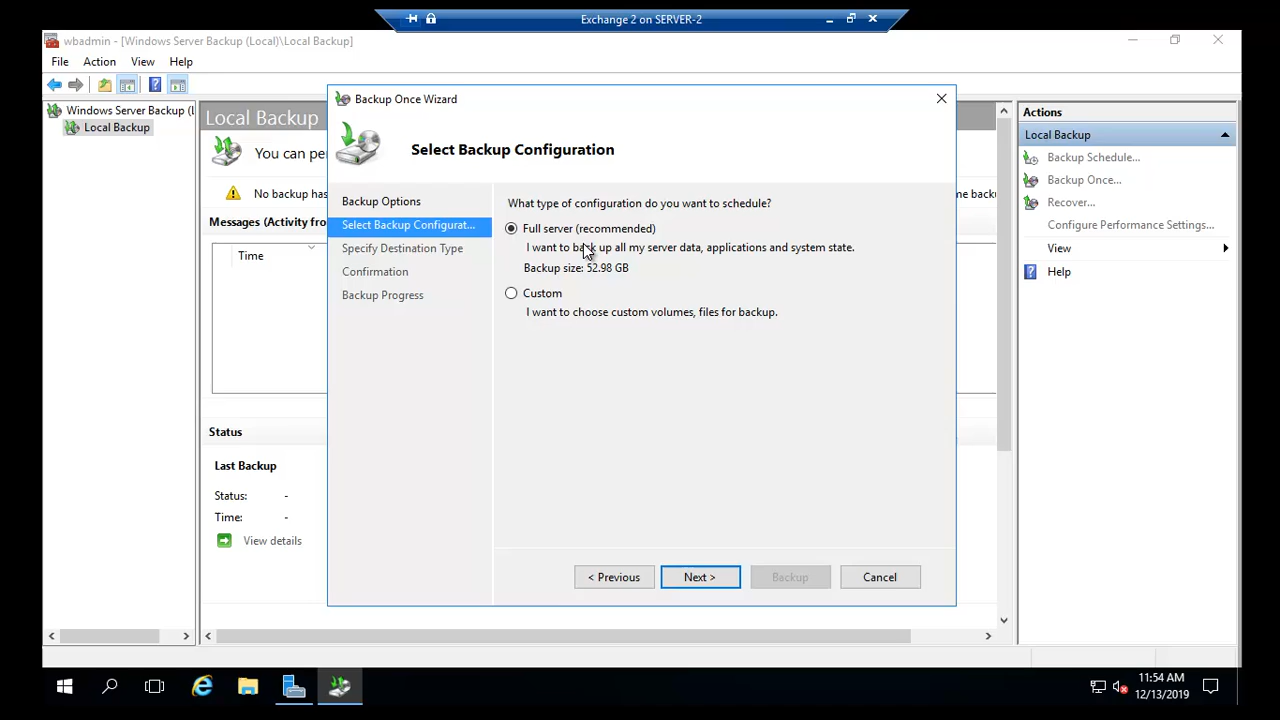 Exchange 2 on SERVER-2
wbadmin - [Windows Server Backup (Local)\Local Backup]
File Action View Help
Windows Server Backup (L
Local Backup
Local Backup
You can per
No backup has
me back
Messages (Activity fro
Time
Status
Last Backup
Status: -
Time: -
View details
Backup Once Wizard
Select Backup Configuration
Backup Options
Select Backup Configurat...
Specify Destination Type
Confirmation
Backup Progress
What type of configuration do you want to schedule?
Full server (recommended)
I want to back up all my server data, applications and system state.
Backup size: 52.98 GB
Custom
I want to choose custom volumes, files for backup.
< Previous
Next >
Backup
Cancel
Actions
Local Backup
Backup Schedule...
Backup Once...
Recover...
Configure Performance Settings...
View
Help
11:54 AM
12/13/2019